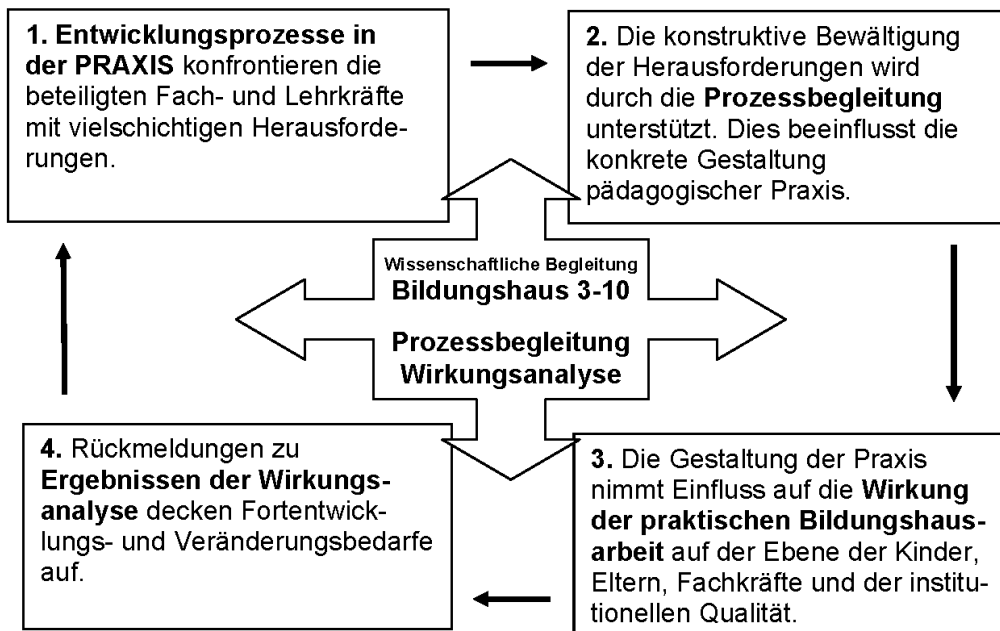 1. Entwicklungsprozesse in
der PRAXIS konfrontieren die
beteiligten Fach- und Lehrkräfte
mit vielschichtigen Herausforde-
rungen.
2. Die konstruktive Bewältigung
der Herausforderungen wird
durch die Prozessbegleitung
unterstützt. Dies beeinflusst die
konkrete Gestaltung
pädagogischer Praxis.
Wissenschaftliche Begleitung
Bildungshaus 3-10
Prozessbegleitung
Wirkungsanalyse
4. Rückmeldungen zu
Ergebnissen der Wirkungs-
analyse decken Fortentwick-
lungs- und Veränderungsbedarfe
auf.
3. Die Gestaltung der Praxis
nimmt Einfluss auf die Wirkung
der praktischen Bildungshaus-
arbeit auf der Ebene der Kinder,
Eltern, Fachkräfte und der institu-
tionellen Qualität.